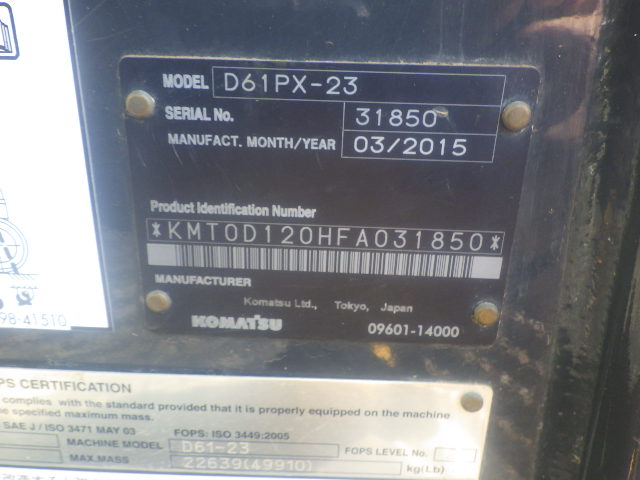 MODEL D61PX-23
SERIAL No. 31850
MANUFACT. MONTH/YEAR 03/2015
Product Identification Number
*KMT0D120HFA031850*
MANUFACTURER
Komatsu Ltd., Tokyo, Japan
KOMATSU 09601-14000
98-41510
PS CERTIFICATION
complies, with the standard provided that it is properly equipped on the machine
e specified maximum mass.
SAE J / ISO 3471 MAY 03 FOPS: ISO 3449:2005
MACHINE MODEL D61-23 FOPS LEVEL No.
MAX.MASS 22639(49910) kg(Lb)